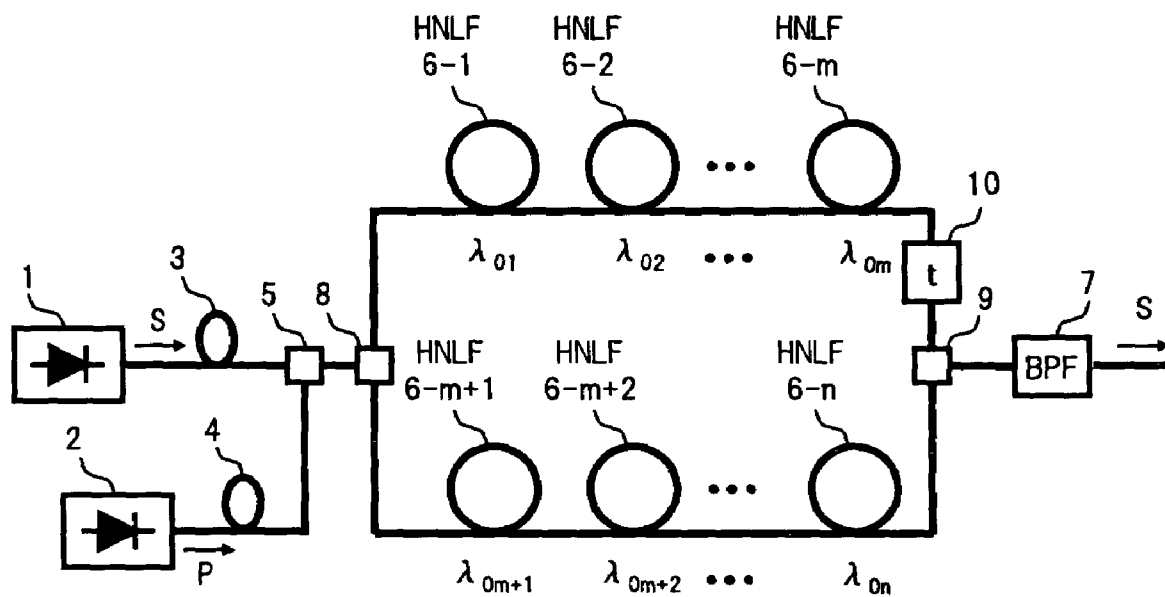 HNLF HNLF HNLF
6-1 6-2 6-m
•••
10
λ01 λ02 ••• λ0m t
1 3 5 8 9 7
S S
HNLF HNLF HNLF
6-m+1 6-m+2 6-n
BPF
2 4
•••
P
λ0m+1 λ0m+2 ••• λ0n